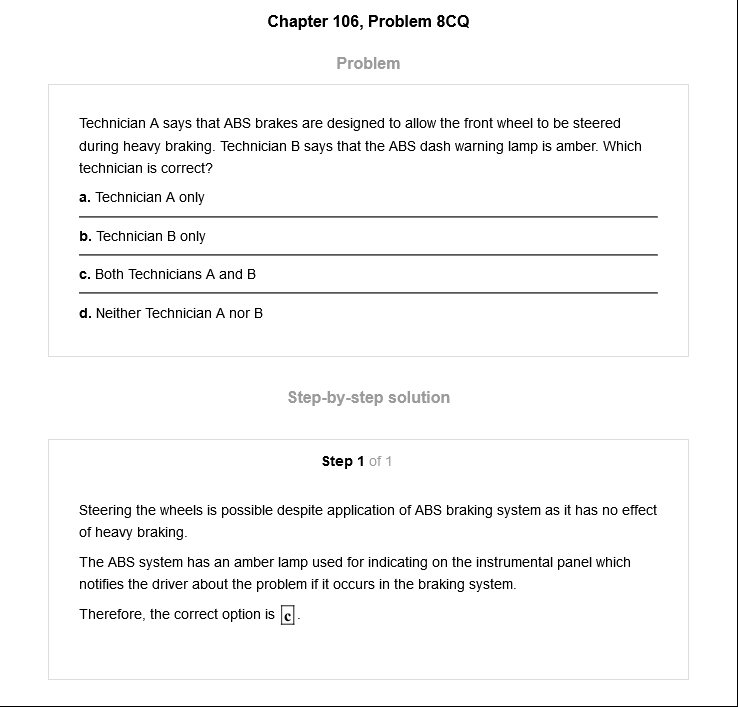 Chapter 106, Problem 8CQ
Problem
Technician A says that ABS brakes are designed to allow the front wheel to be steered
during heavy braking. Technician B says that the ABS dash warning lamp is amber. Which
technician is correct?
a. Technician A only
b. Technician B only
c. Both Technicians A and B
d. Neither Technician A nor B
Step-by-step solution
Step 1 of 1
Steering the wheels is possible despite application of ABS braking system as it has no effect
of heavy braking.
The ABS system has an amber lamp used for indicating on the instrumental panel which
notifies the driver about the problem if it occurs in the braking system.
Therefore, the correct option is c.